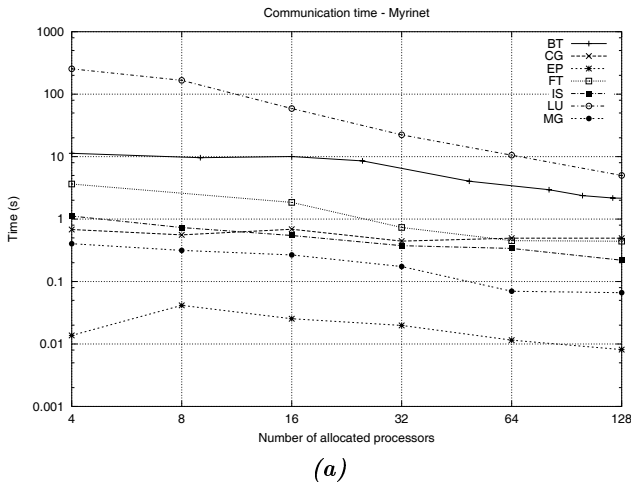 Communication time - Myrinet
1000
100
10
1
0.1
0.01
0.001
Time (s)
BT
CG
EP
FT
IS
LU
MG
4
8
16
32
64
128
Number of allocated processors
(a)